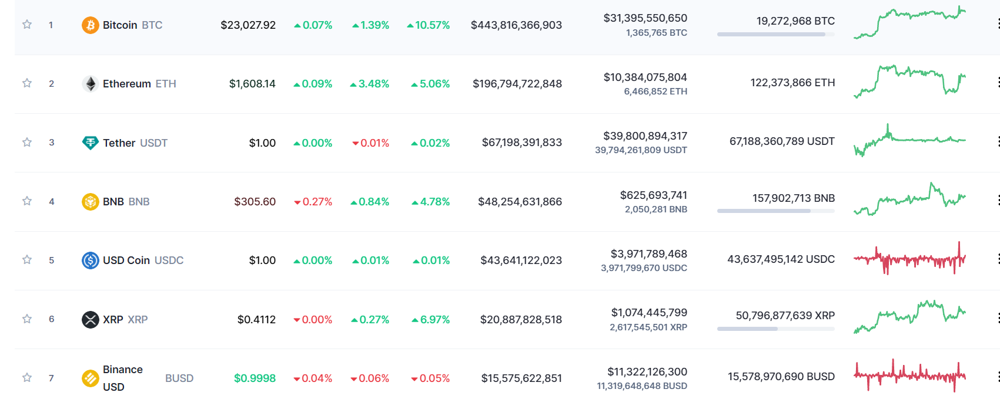 1 Bitcoin BTC $23,027.92 0.07% 1.39% 10.57% $443,816,366,903 $31,395,550,650 19,272,968 BTC
1,365,765 BTC
2 Ethereum ETH $1,608.14 0.09% 3.48% 5.06% $196,794,722,848 $10,384,075,804 122,373,866 ETH
6,466,852 ETH
3 Tether USDT $1.00 0.00% 0.01% 0.02% $67,198,391,833 $39,800,894,317 67,188,360,789 USDT
39,794,261,809 USDT
4 BNB BNB $305.60 0.27% 0.84% 4.78% $48,254,631,866 $625,693,741 157,902,713 BNB
2,050,281 BNB
5 USD Coin USDC $1.00 0.00% 0.01% 0.01% $43,641,122,023 $3,971,789,468 43,637,495,142 USDC
3,971,799,670 USDC
6 XRP XRP $0.4112 0.00% 0.27% 6.97% $20,887,828,518 $1,074,445,799 50,796,877,639 XRP
2,617,545,501 XRP
7 Binance USD BUSD $0.9998 0.04% 0.06% 0.05% $15,575,622,851 $11,322,126,300 15,578,970,690 BUSD
11,319,648,648 BUSD